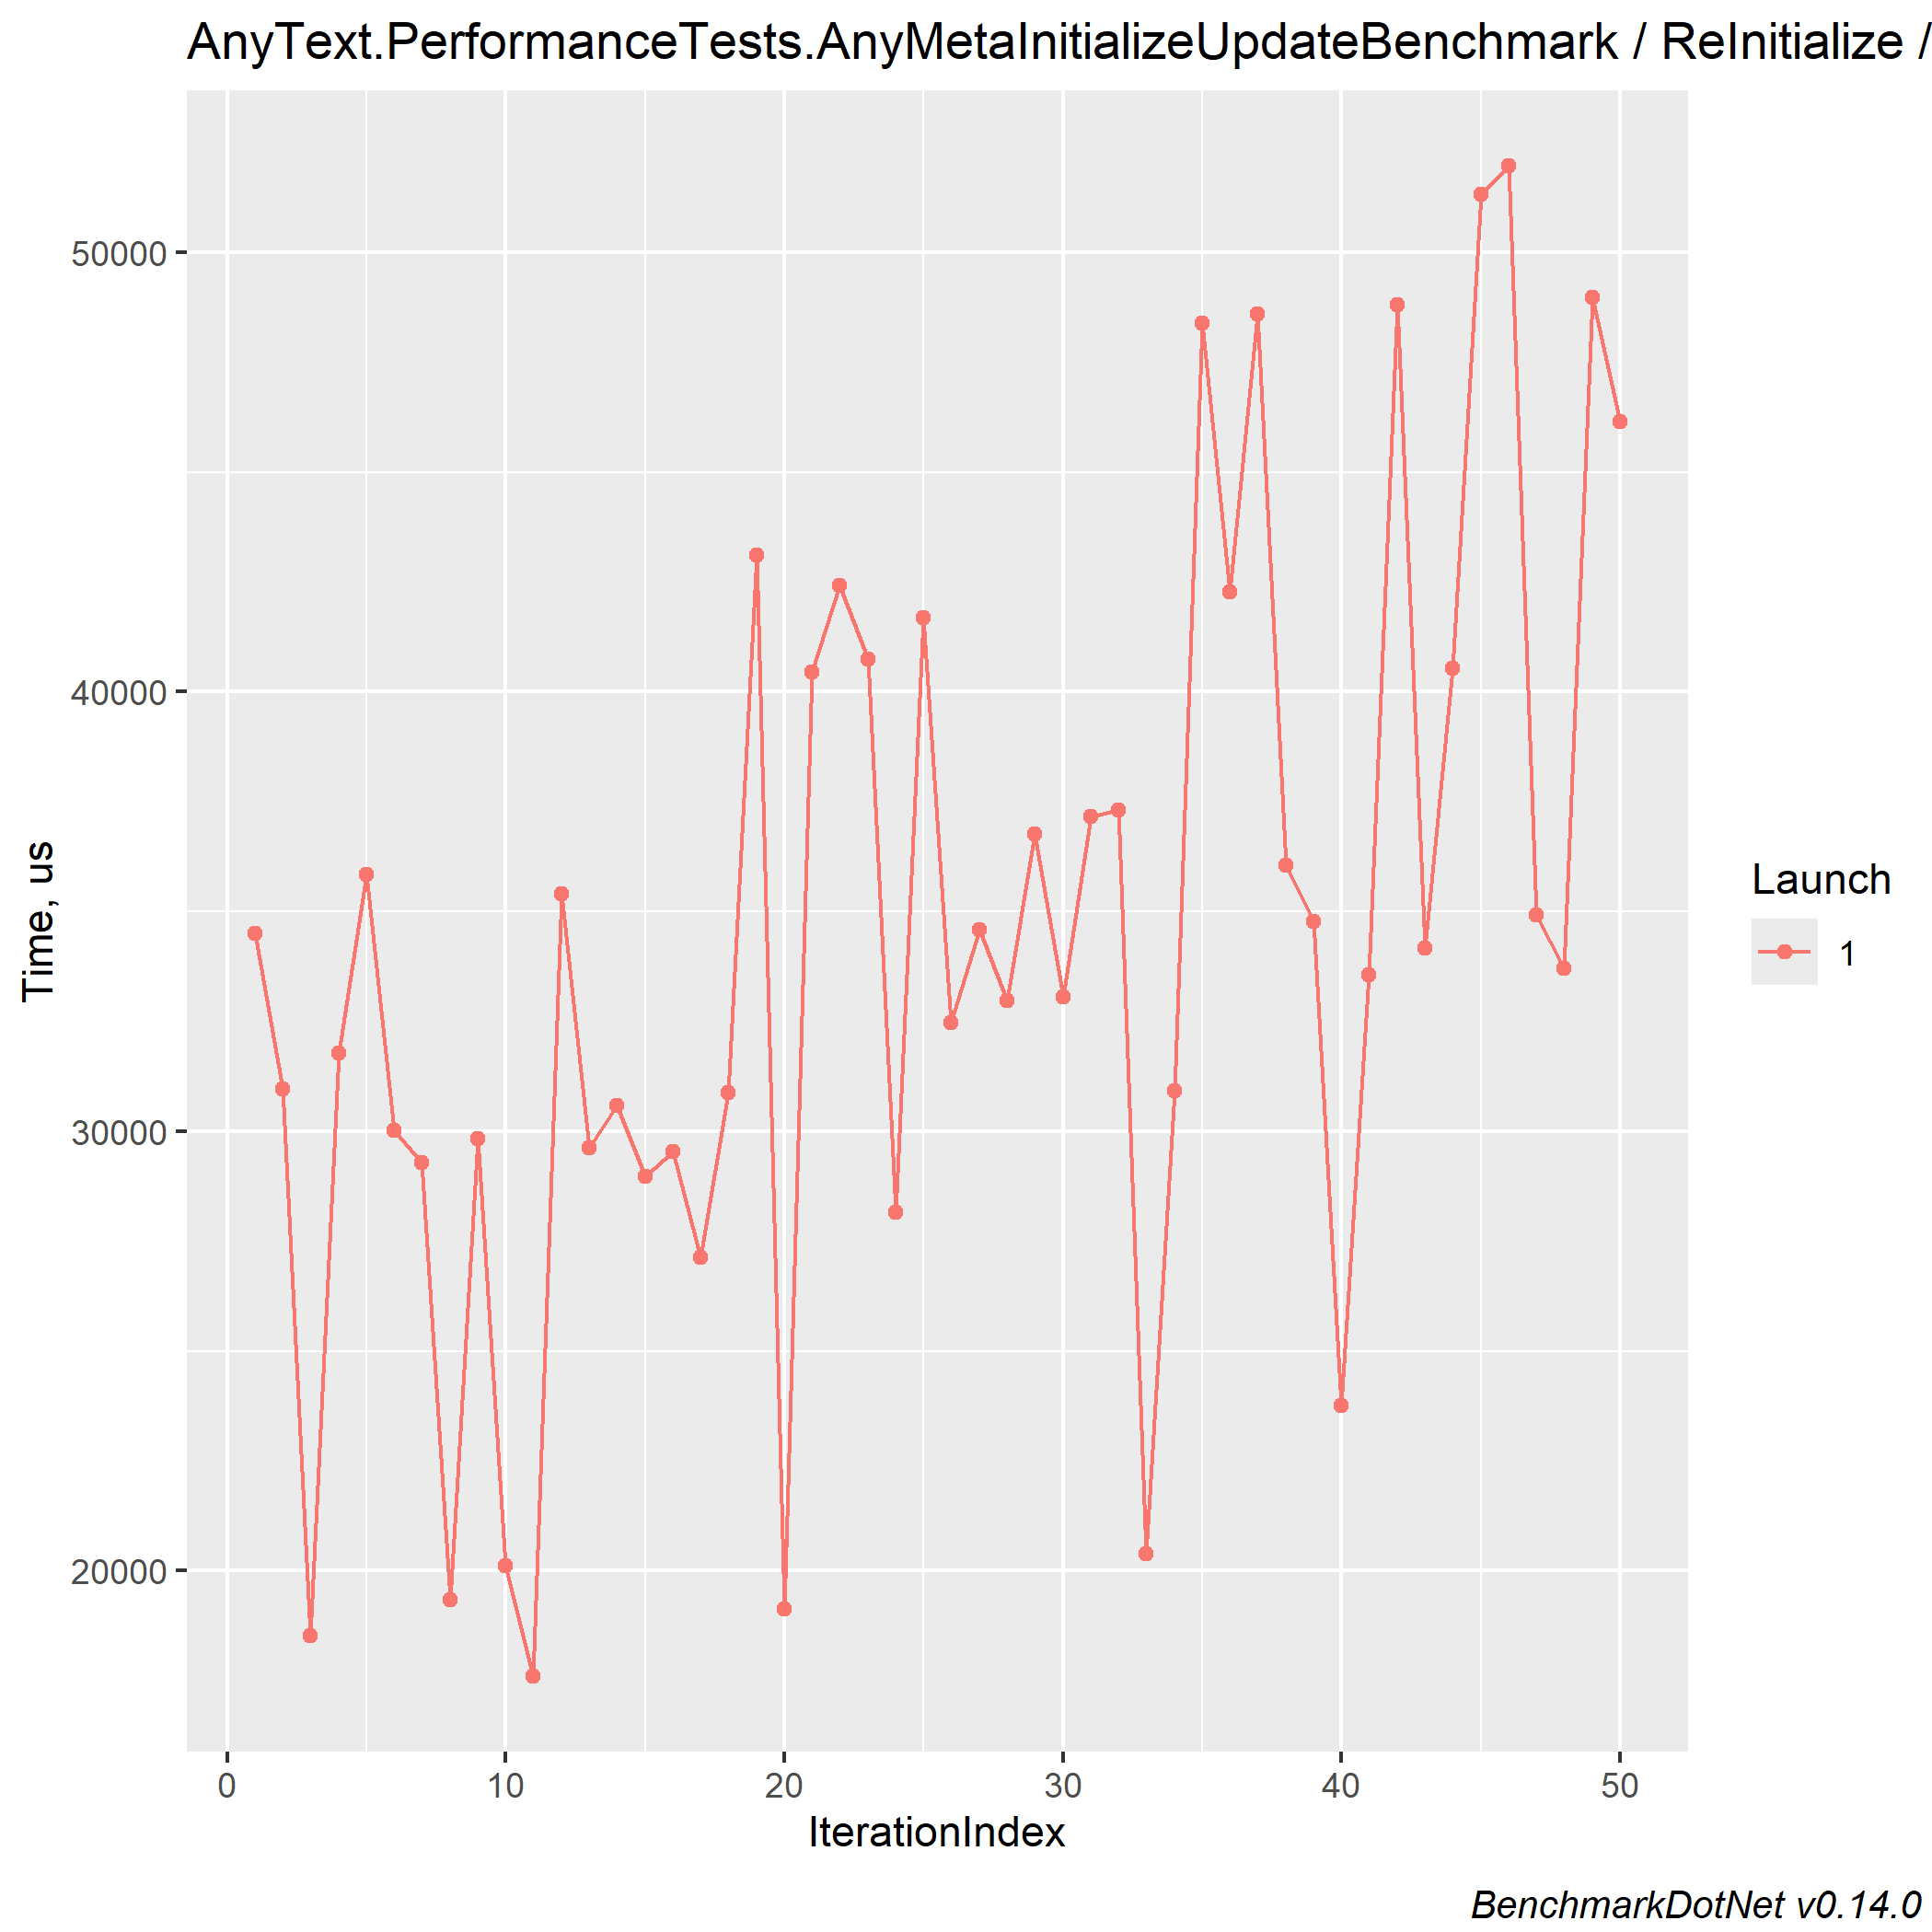 AnyText.PerformanceTests.AnyMetaInitializeUpdateBenchmark / ReInitialize /
50000
40000
30000
20000
Time, us
0 10 20 30 40 50
IterationIndex
Launch
1
BenchmarkDotNet v0.14.0